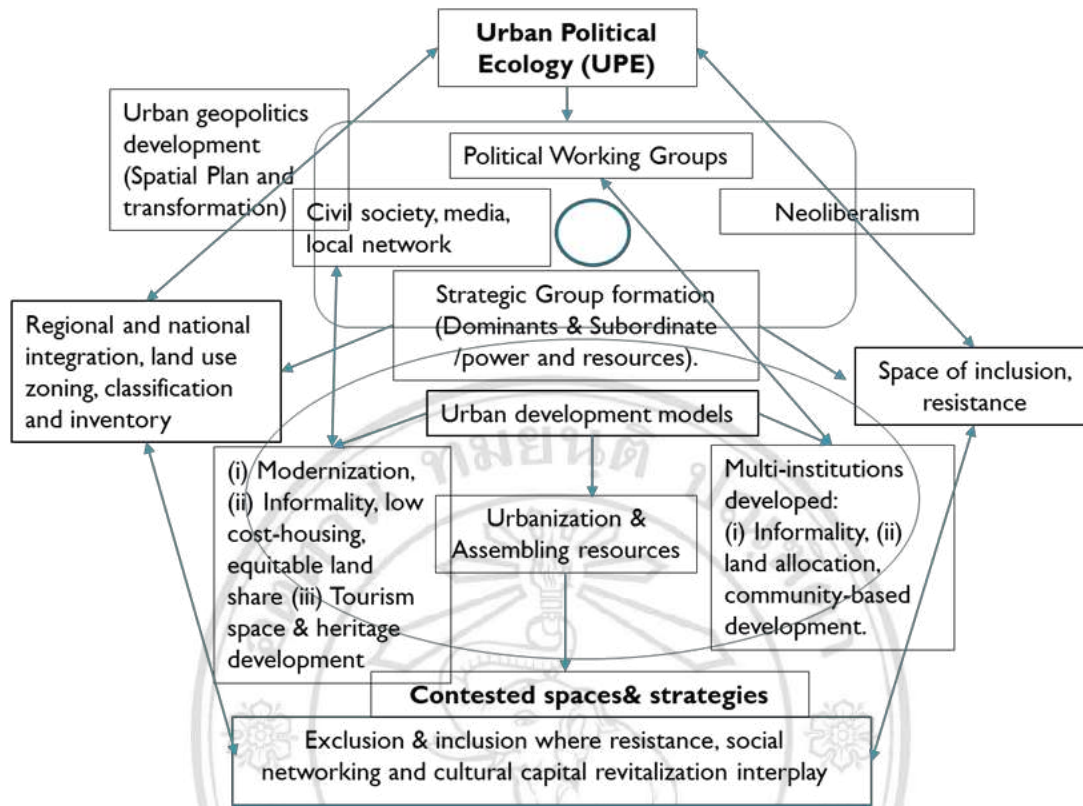 Urban Political
Ecology (UPE)
Urban geopolitics
development
(Spatial Plan and
transformation)
Political Working Groups
Civil society, media,
local network
Neoliberalism
Strategic Group formation
(Dominants & Subordinate
/power and resources).
Regional and national
integration, land use
zoning, classification
and inventory
Space of inclusion,
resistance
Urban development models
(i) Modernization,
(ii) Informality, low
cost-housing,
equitable land
share (iii) Tourism
space & heritage
development
Urbanization &
Assembling resources
Multi-institutions
developed:
(i) Informality, (ii)
land allocation,
community-based
development.
Contested spaces& strategies
Exclusion & inclusion where resistance, social
networking and cultural capital revitalization interplay